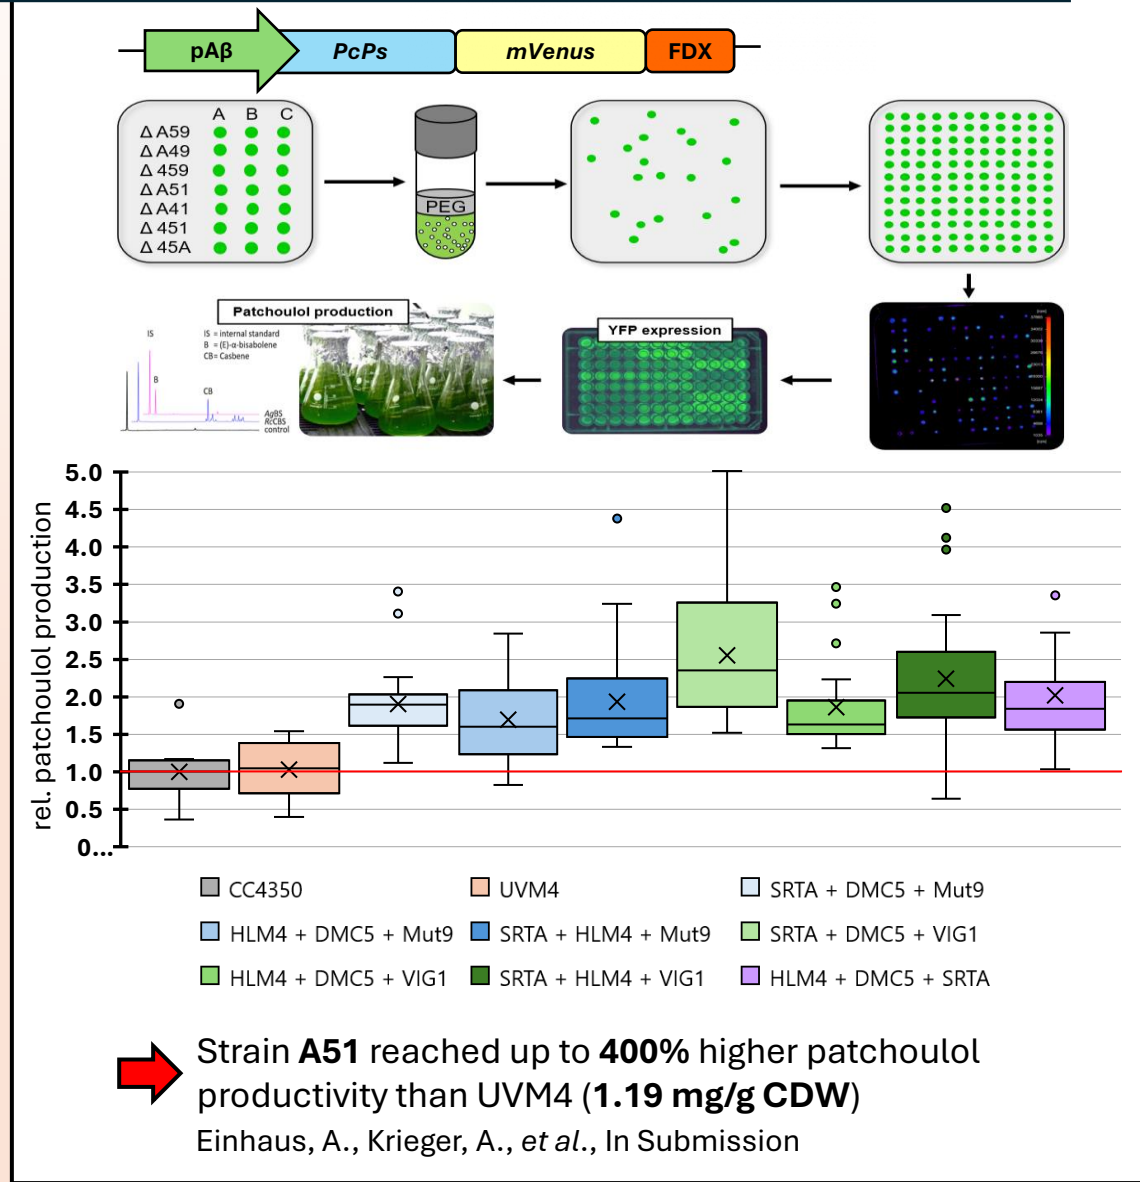 pAβ PcPs mVenus FDX
A B C
Δ A59
Δ A49
Δ 459
Δ A51
Δ A41
Δ 451
Δ 45A
PEG
Patchoulol production
IS
IS = internal standard
B = (E)-α-bisabolene
CB= Casbene
B
CB
AgBS
RcCBS
control
YFP expression
rel. patchoulol production
5.0
4.5
4.0
3.5
3.0
2.5
2.0
1.5
1.0
0.5
0...
CC4350 UVM4 SRTA + DMC5 + Mut9
HLM4 + DMC5 + Mut9 SRTA + HLM4 + Mut9 SRTA + DMC5 + VIG1
HLM4 + DMC5 + VIG1 SRTA + HLM4 + VIG1 HLM4 + DMC5 + SRTA
Strain A51 reached up to 400% higher patchoulol
productivity than UVM4 (1.19 mg/g CDW)
Einhaus, A., Krieger, A., et al., In Submission